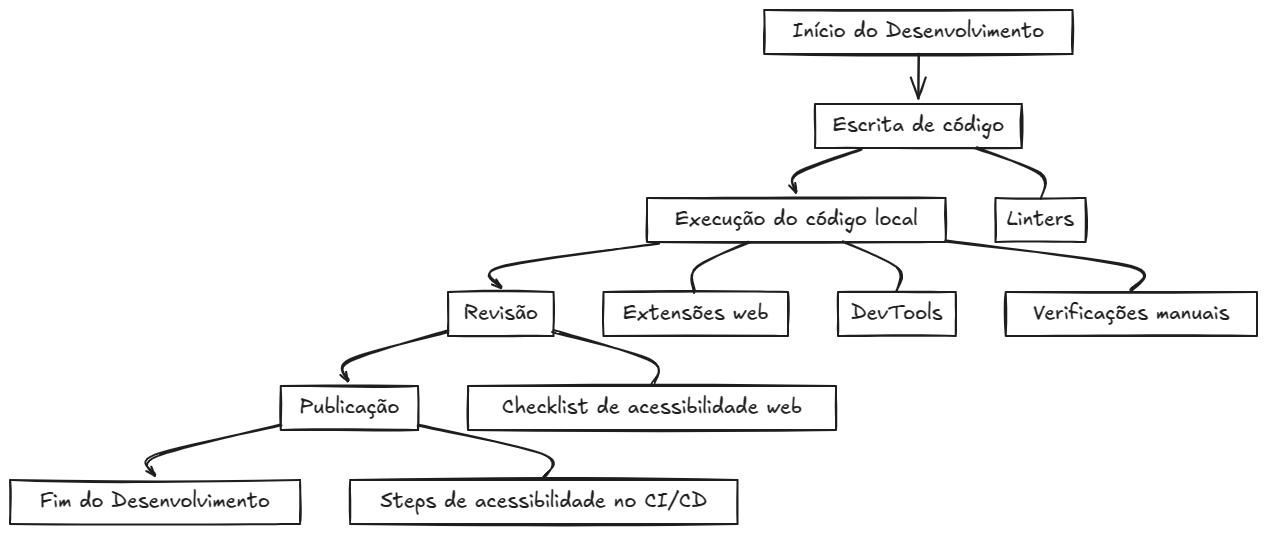 Início do Desenvolvimento
Escrita de código
Execução do código local
Linters
Revisão
Extensões web
DevTools
Verificações manuais
Publicação
Checklist de acessibilidade web
Fim do Desenvolvimento
Steps de acessibilidade no CI/CD